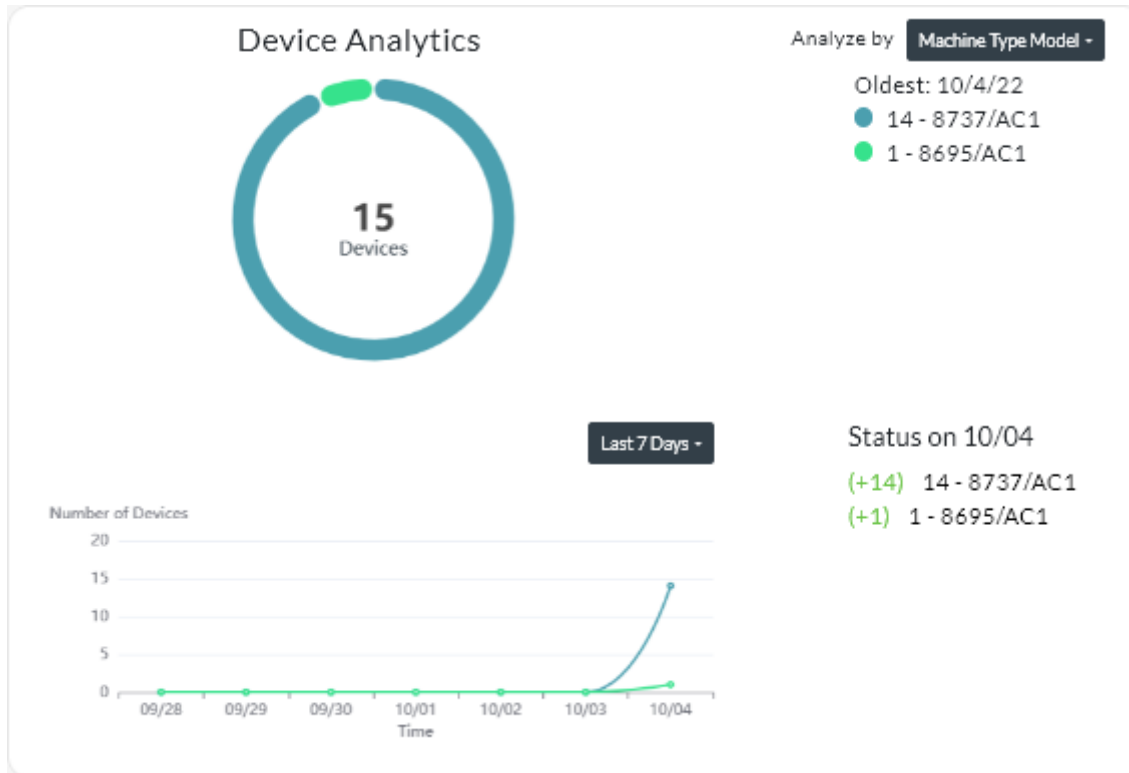 Device Analytics
Analyze by Machine Type Model
Oldest: 10/4/22
14 - 8737/AC1
1 - 8695/AC1
15
Devices
Last 7 Days
Status on 10/04
(+14) 14 - 8737/AC1
(+1) 1 - 8695/AC1
Number of Devices
20
15
10
5
0
09/28 09/29 09/30 10/01 10/02 10/03 10/04
Time